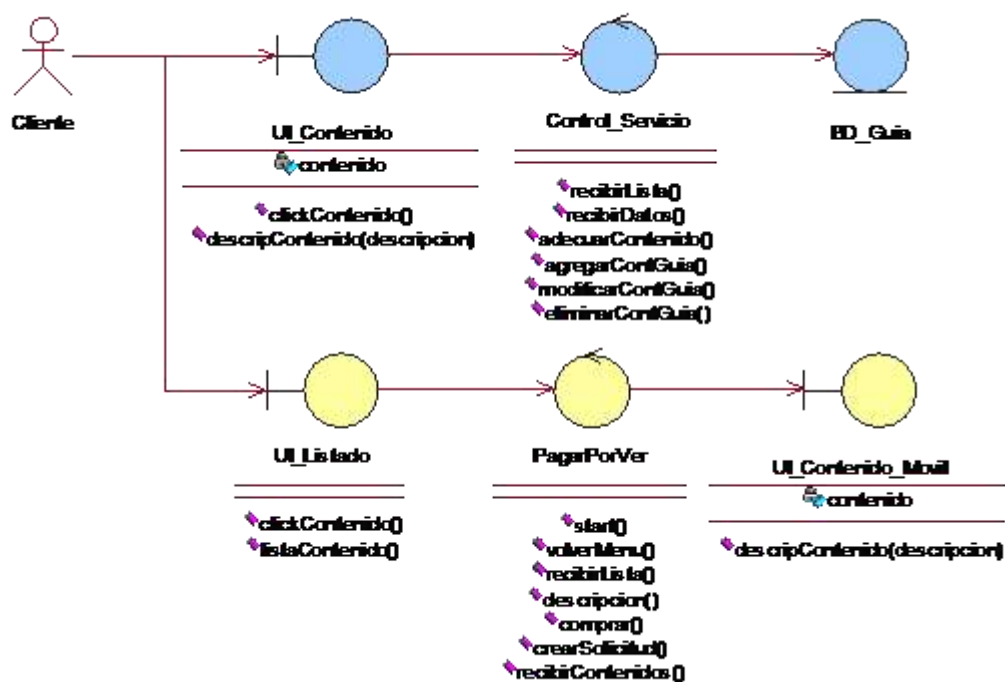 Cliente
UI_Contenido
contenido
clickContenido()
descripContenido(descripcion)
Control_Servicio
recibirLista()
recibirDatos()
adecuarContenido()
agregarContGuia()
modificarContGuia()
eliminarContGuia()
BD_Guia
UI_Listado
clickContenido()
listaContenido()
PagarPorVer
start()
volverMenu()
recibirLista()
descripcion()
comprar()
crearSolicitud()
recibirContenidos()
UI_Contenido_Movil
contenido
descripContenido(descripcion)